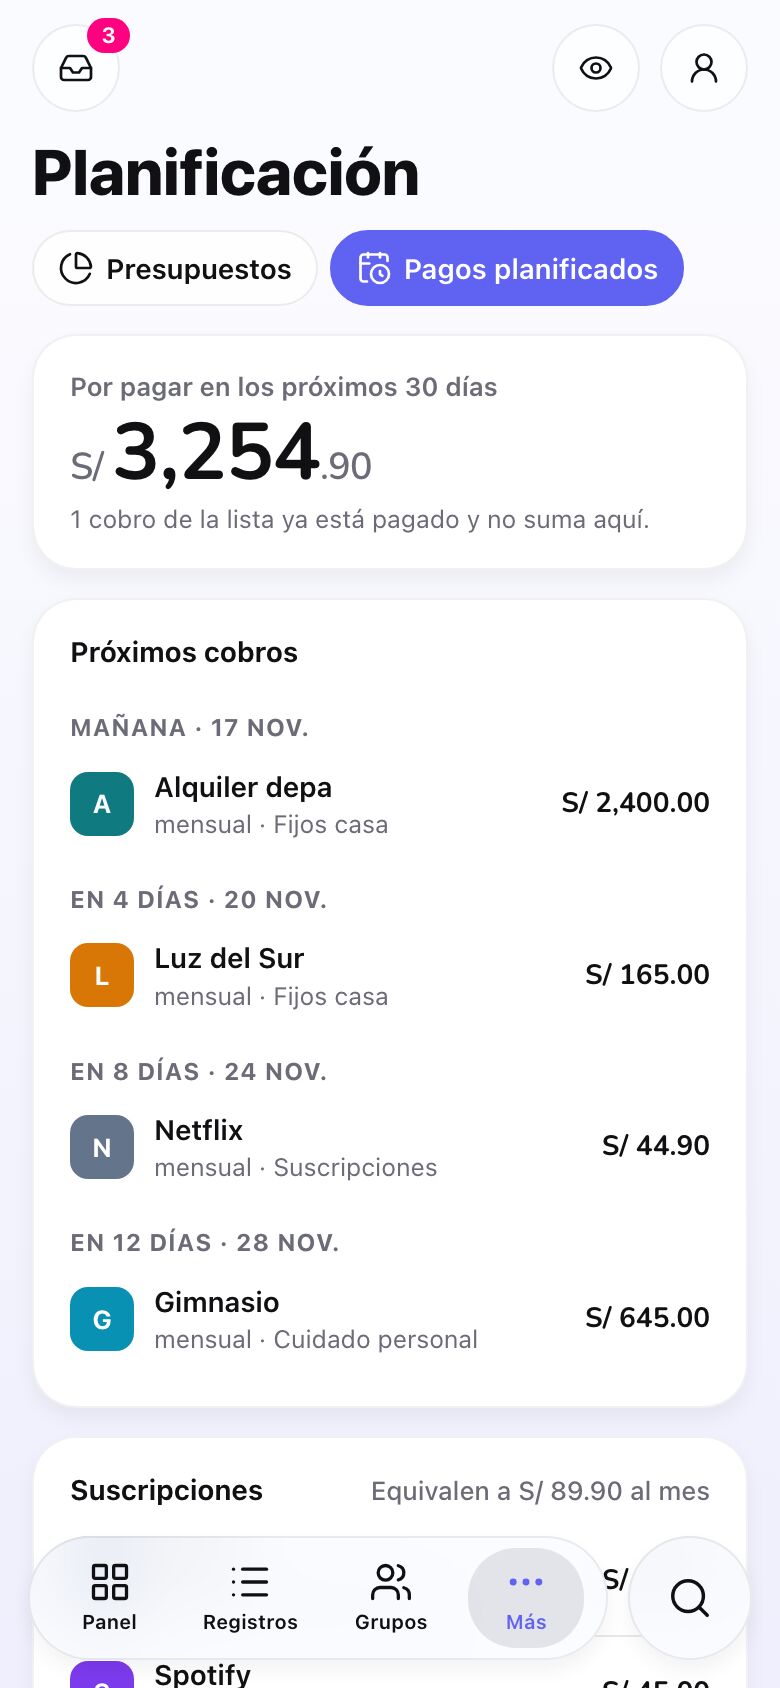 3
Planificación
Presupuestos
Pagos planificados
Por pagar en los próximos 30 días
S/ 3,254.90
1 cobro de la lista ya está pagado y no suma aquí.
Próximos cobros
MAÑANA · 17 NOV.
A
Alquiler depa
S/ 2,400.00
mensual · Fijos casa
EN 4 DÍAS · 20 NOV.
L
Luz del Sur
S/ 165.00
mensual · Fijos casa
EN 8 DÍAS · 24 NOV.
N
Netflix
S/ 44.90
mensual · Suscripciones
EN 12 DÍAS · 28 NOV.
G
Gimnasio
S/ 645.00
mensual · Cuidado personal
Suscripciones
Equivalen a S/ 89.90 al mes
S/
Panel
Registros
Grupos
Más
Spotify
S/ 45.00